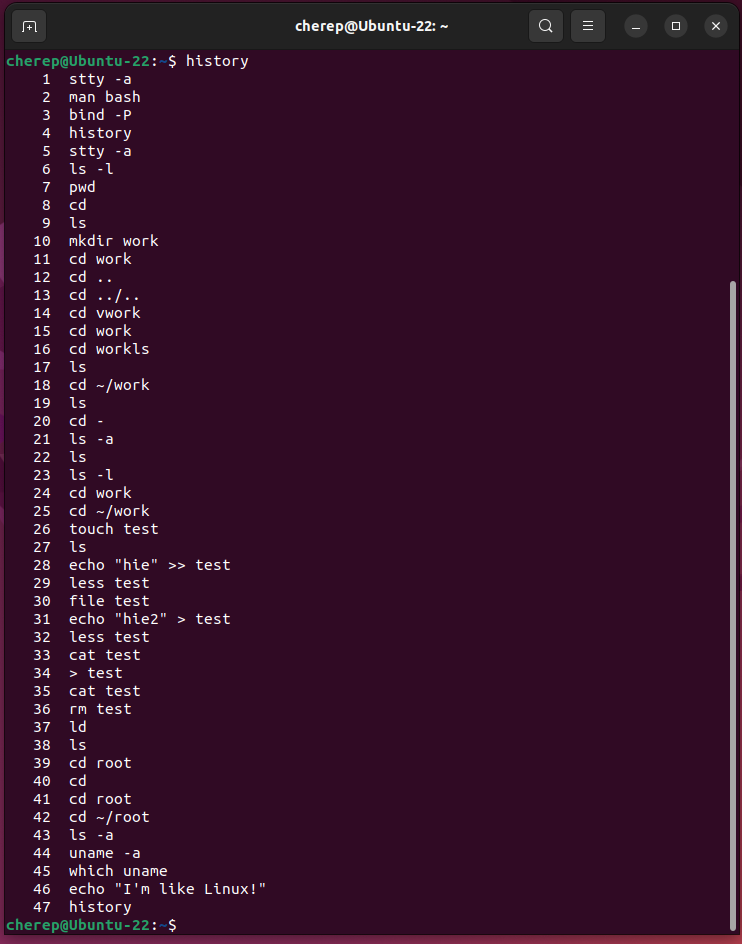 cherep@Ubuntu-22: ~
cherep@Ubuntu-22:~$ history
1 stty -a
2 man bash
3 bind -P
4 history
5 stty -a
6 ls -l
7 pwd
8 cd
9 ls
10 mkdir work
11 cd work
12 cd ..
13 cd ../..
14 cd vwork
15 cd work
16 cd workls
17 ls
18 cd ~/work
19 ls
20 cd -
21 ls -a
22 ls
23 ls -l
24 cd work
25 cd ~/work
26 touch test
27 ls
28 echo "hie" >> test
29 less test
30 file test
31 echo "hie2" > test
32 less test
33 cat test
34 > test
35 cat test
36 rm test
37 ld
38 ls
39 cd root
40 cd
41 cd root
42 cd ~/root
43 ls -a
44 uname -a
45 which uname
46 echo "I'm like Linux!"
47 history
cherep@Ubuntu-22:~$